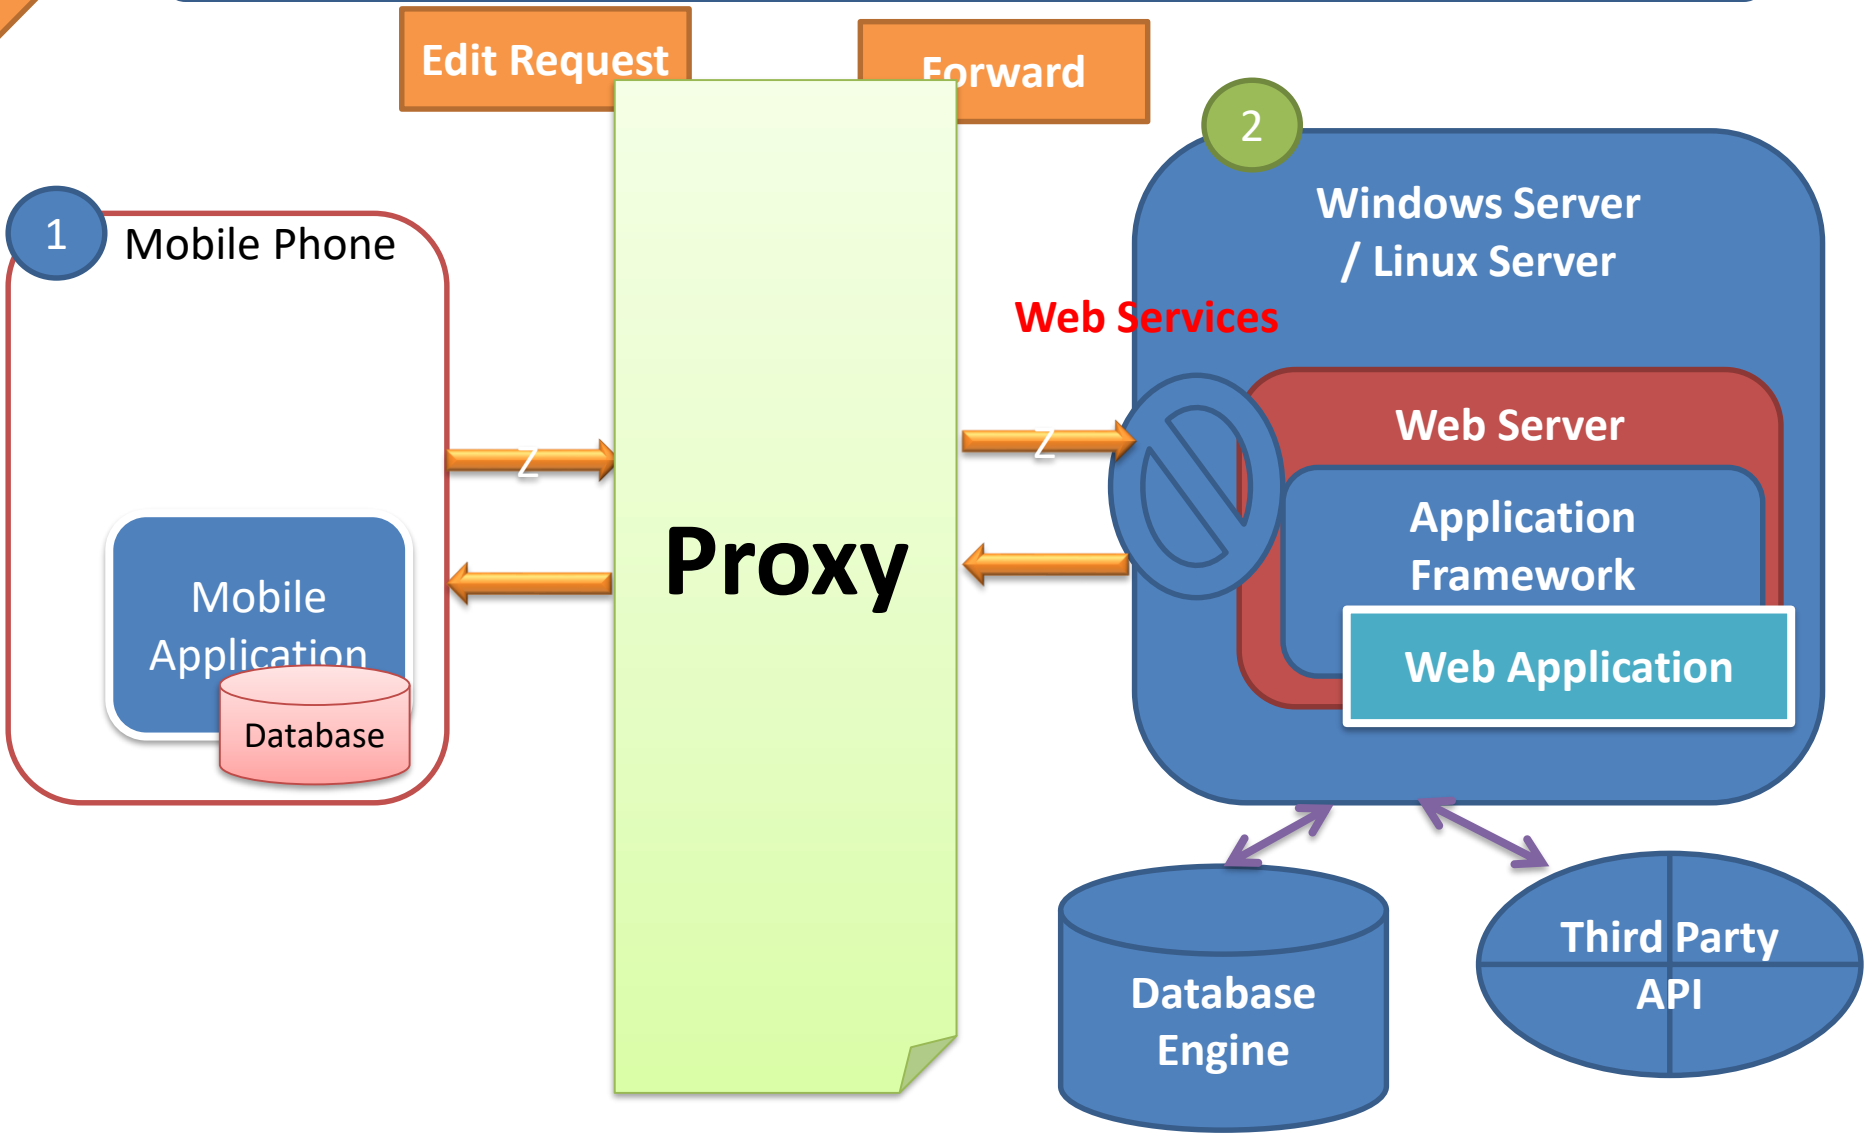 Edit Request
Forward
2
1
Mobile Phone
Windows Server
/ Linux Server
Web Services
Web Server
Z
Z
Application
Framework
Proxy
Mobile
Application
Web Application
Database
Third Party
API
Database
Engine